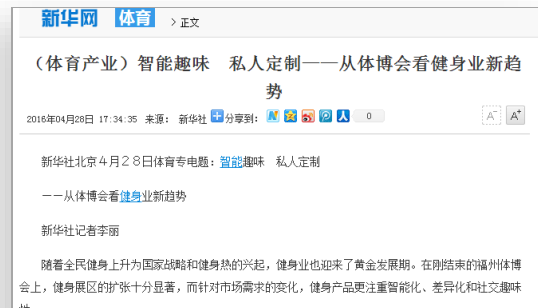 新华网 体育 > 正文
（体育产业）智能趣味　私人定制——从体博会看健身业新趋
势
2016年04月28日 17:34:35 来源： 新华社 分享到： 0 A- A+
新华社北京４月２８日体育专电题：智能趣味　私人定制
——从体博会看健身业新趋势
新华社记者李丽
随着全民健身上升为国家战略和健身热的兴起，健身业也迎来了黄金发展期。在刚结束的福州体博
会上，健身展区的扩张十分显著，而针对市场需求的变化，健身产品更注重智能化、差异化和社交趣味